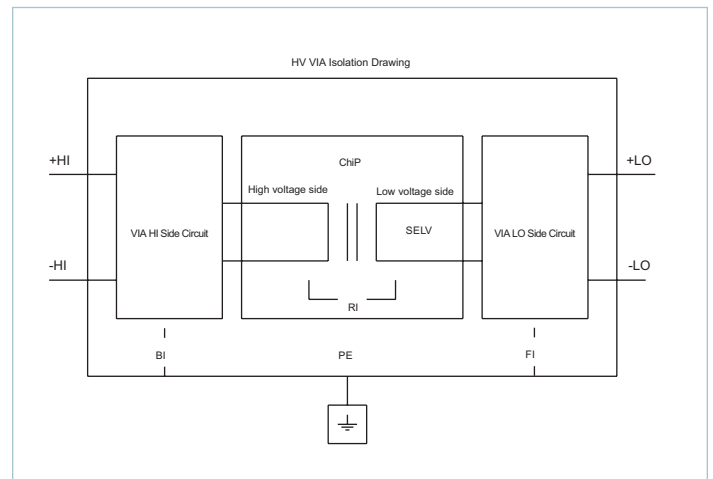 HV VIA Isolation Drawing
+HI
+LO
ChiP
High voltage side
Low voltage side
VIA HI Side Circuit
SELV
VIA LO Side Circuit
-HI
-LO
RI
BI
PE
FI